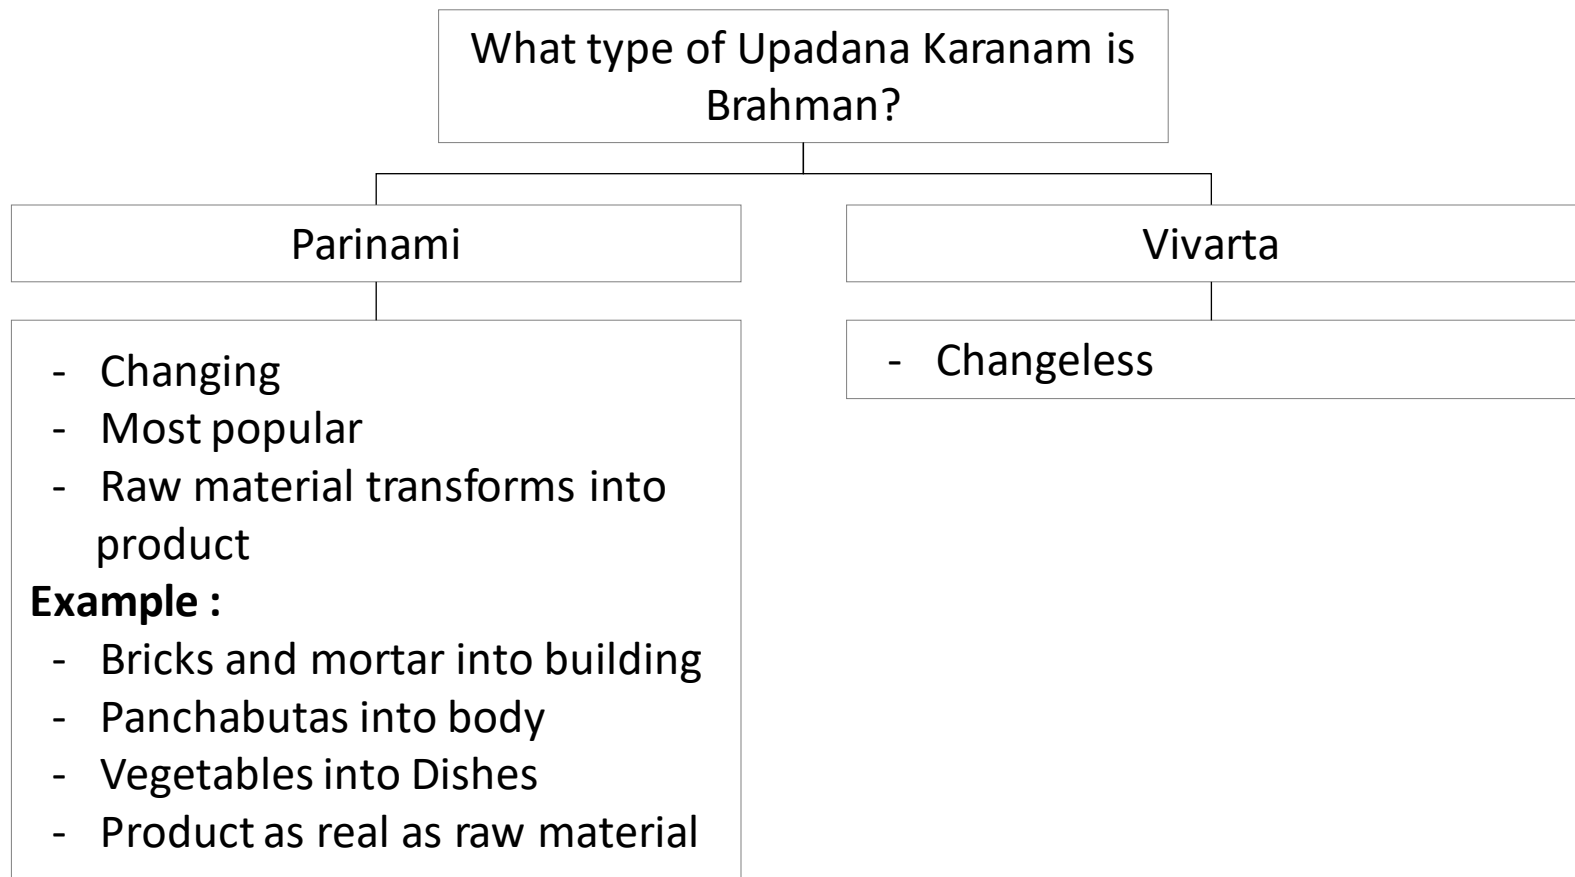 What type of Upadana Karanam is
Brahman?
Parinami
Vivarta
- Changing
- Most popular
- Raw material transforms into
product
Example :
- Bricks and mortar into building
- Panchabutas into body
- Vegetables into Dishes
- Product as real as raw material
- Changeless